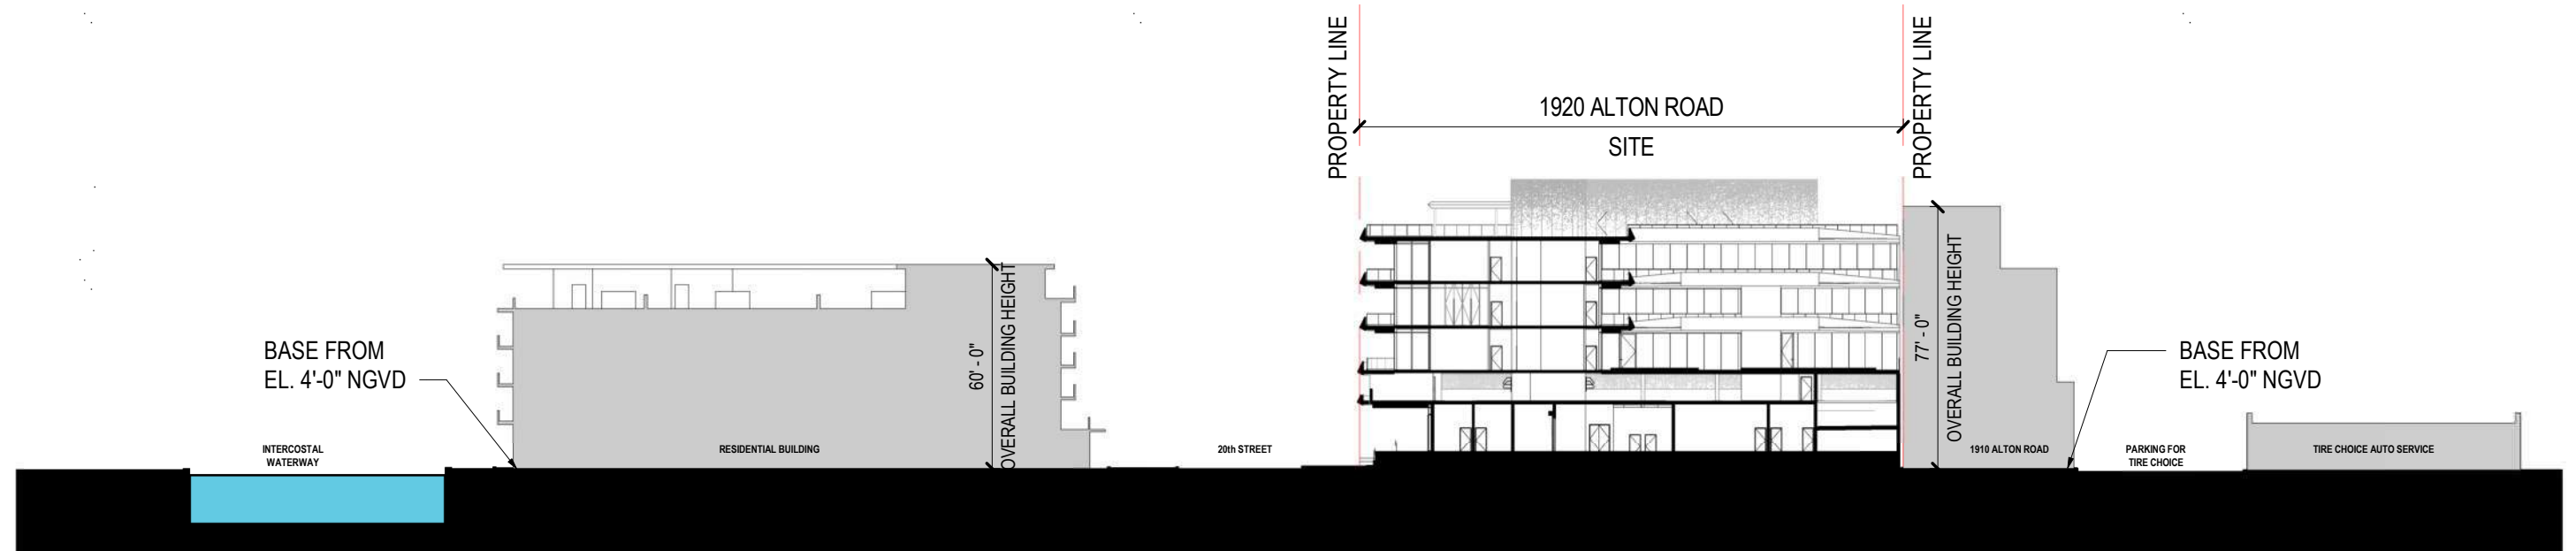 PROPERTY LINE
1920 ALTON ROAD
SITE
PROPERTY LINE
BASE FROM
EL. 4'-0" NGVD
60' - 0"
OVERALL BUILDING HEIGHT
77' - 0"
OVERALL BUILDING HEIGHT
BASE FROM
EL. 4'-0" NGVD
INTERCOSTAL
WATERWAY
RESIDENTIAL BUILDING
20th STREET
1910 ALTON ROAD
PARKING FOR
TIRE CHOICE
TIRE CHOICE AUTO SERVICE